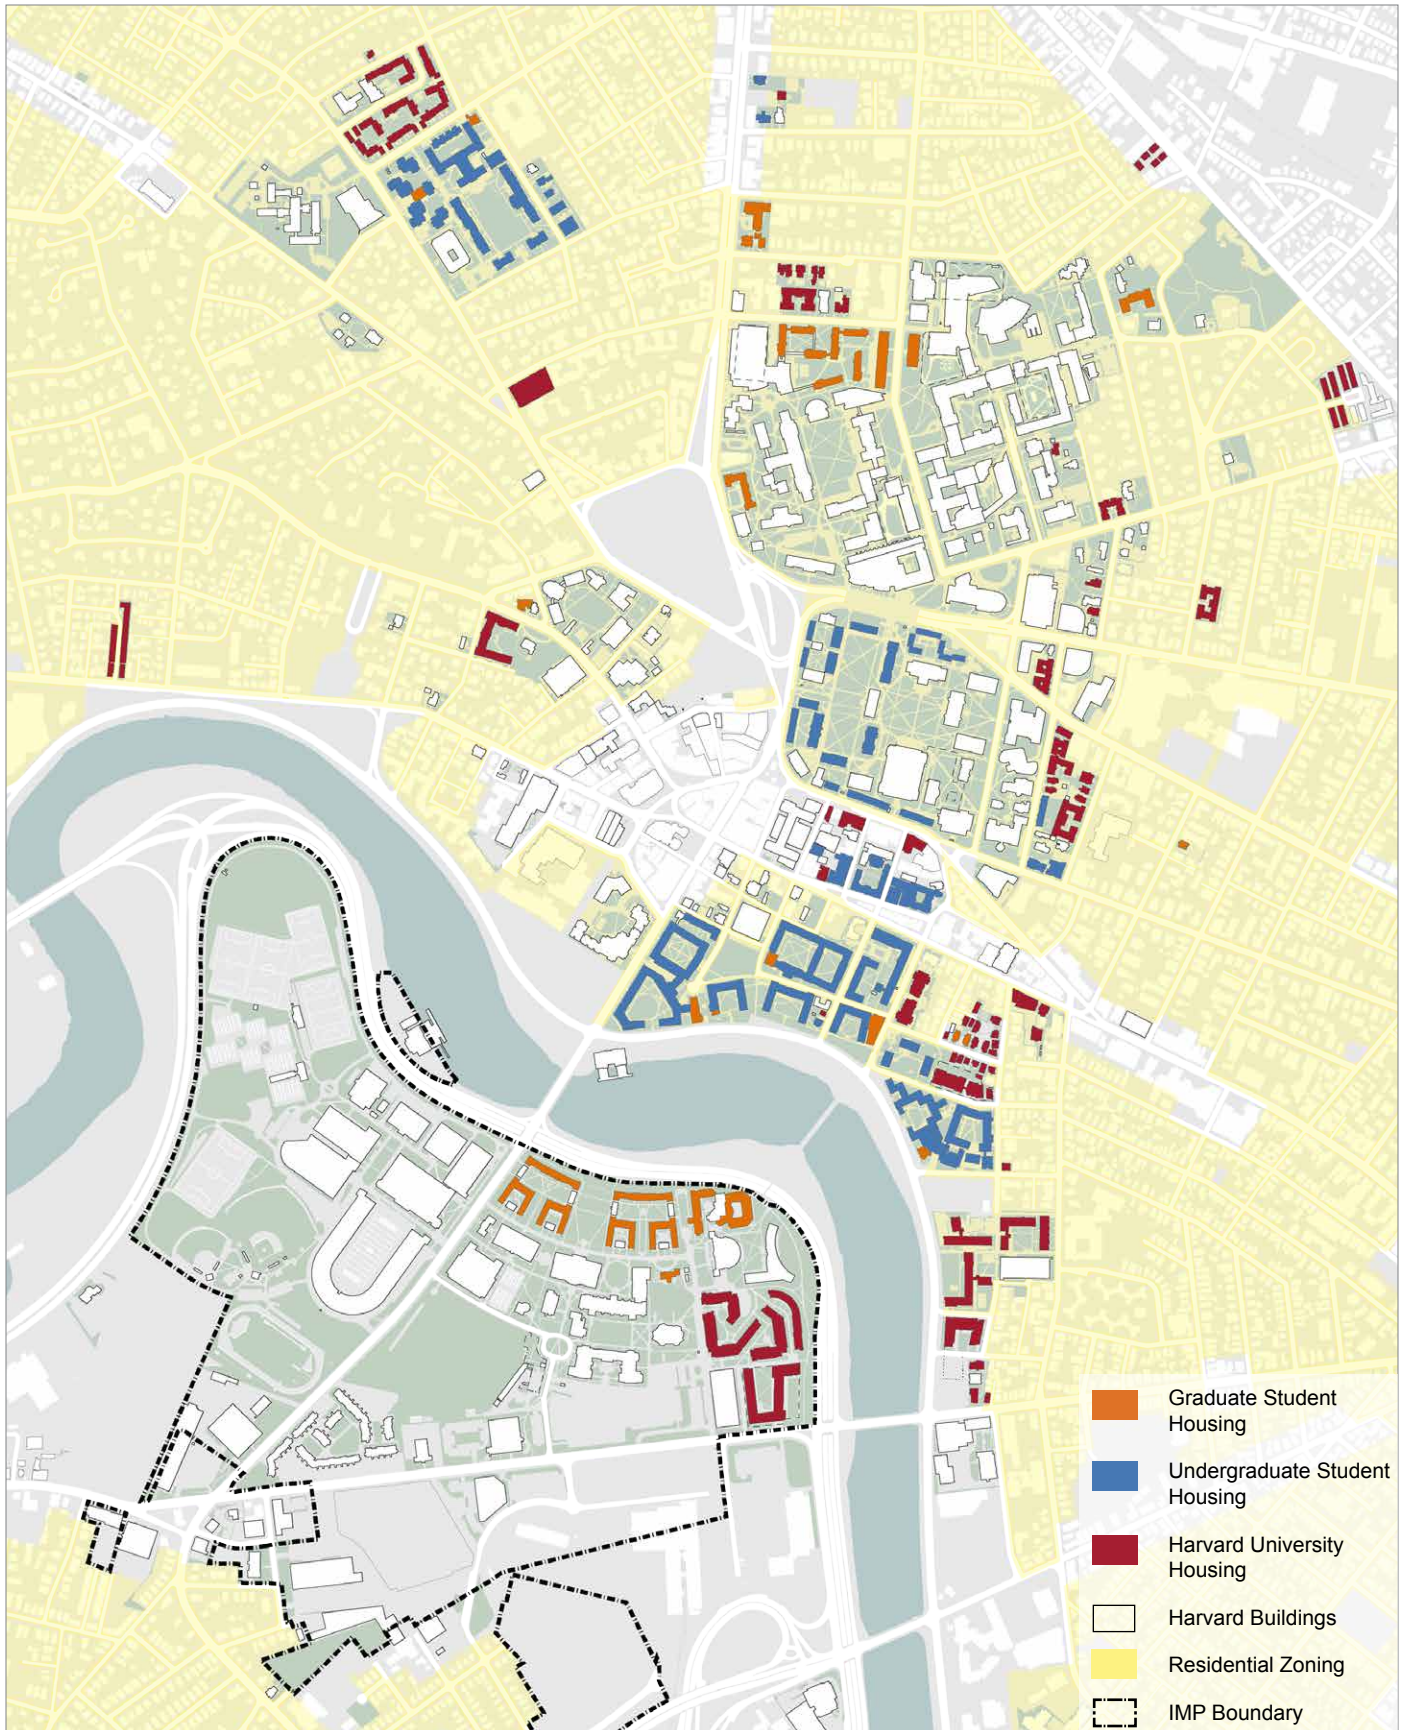 Graduate Student
Housing
Undergraduate Student
Housing
Harvard University
Housing
Harvard Buildings
Residential Zoning
IMP Boundary